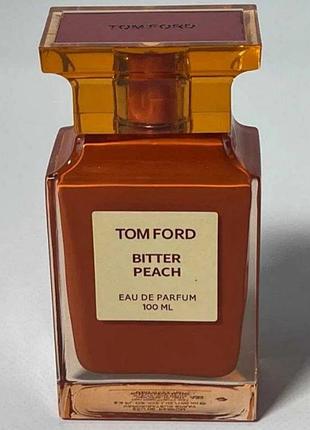 TOM FORD
TOM FORD
BITTER
PEACH
EAU DE PARFUM
100 ML